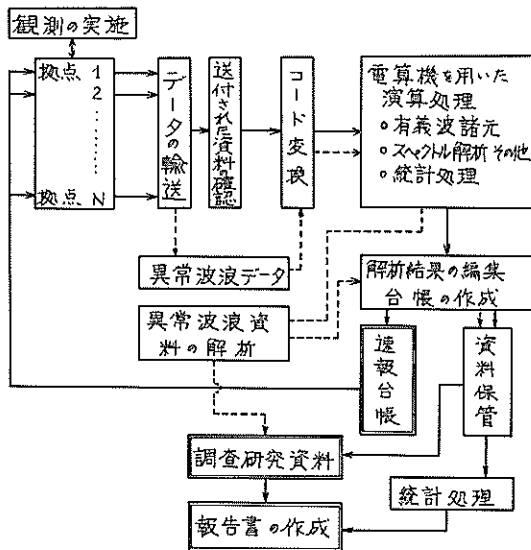 観測の実施
拠点 1
2
拠点 N
データの輸送
送付された資料の確認
コード変換
電算機を用いた
演算処理
◦有義波諸元
◦スペクトル解析その他
◦統計処理
異常波浪データ
異常波浪資
料の解析
解析結果の編集
台帳の作成
速報台帳
資料保管
調査研究資料
統計処理
報告書の作成